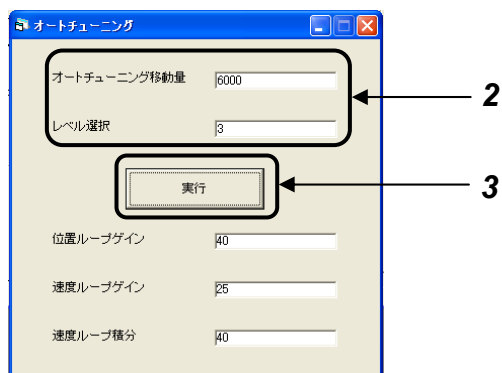 オートチューニング
オートチューニング移動量 6000
2
レベル選択 3
実行
3
位置ループゲイン 40
速度ループゲイン 25
速度ループ積分 40